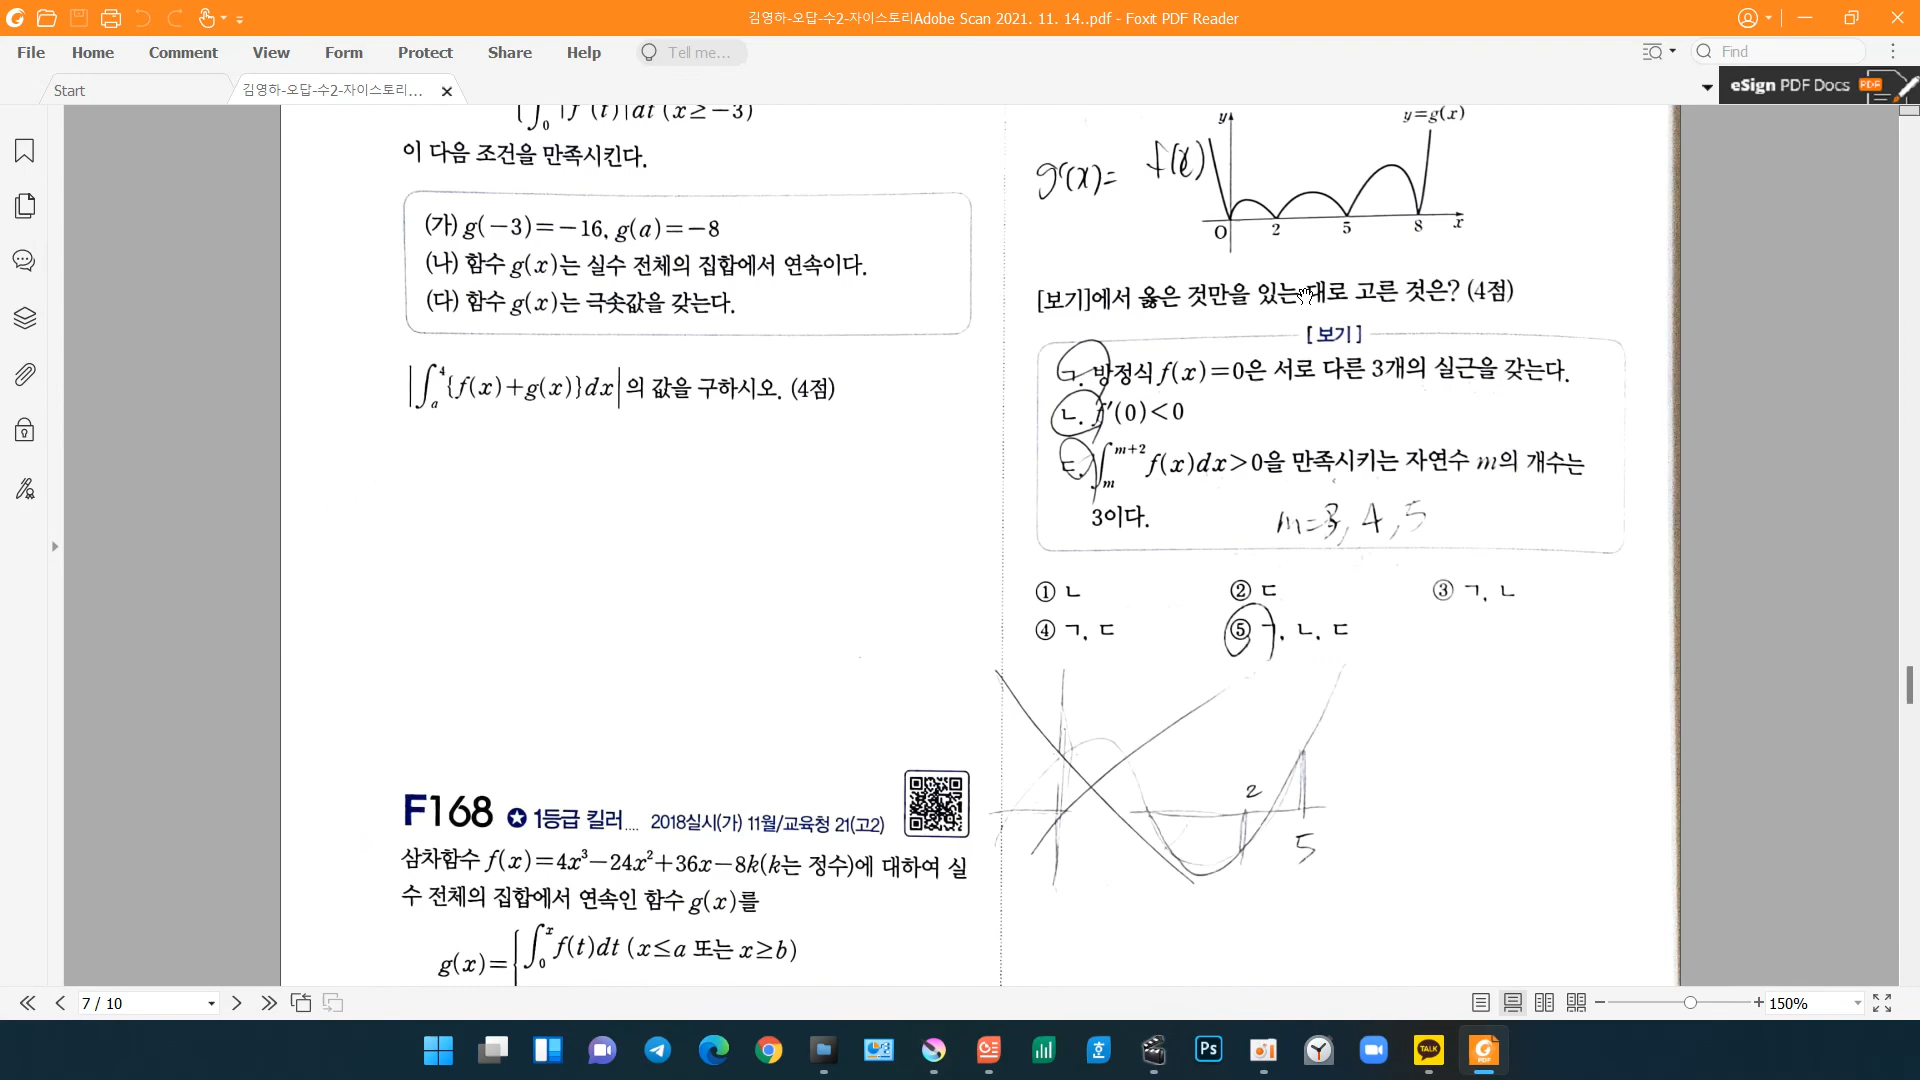 김영하-오답-수2-자이스토리Adobe Scan 2021. 11. 14..pdf - Foxit PDF Reader
File Home Comment View Form Protect Share Help Tell me... Find
Start 김영하-오답-수2-자이스토리... eSign PDF Docs PDF
∫₀ |f(t)|dt (x≥−3)
이 다음 조건을 만족시킨다.
(가) g(−3)=−16, g(a)=−8
(나) 함수 g(x)는 실수 전체의 집합에서 연속이다.
(다) 함수 g(x)는 극솟값을 갖는다.
|∫ₐ⁴{f(x)+g(x)}dx|의 값을 구하시오. (4점)
F168 1등급 킬러 .... 2018실시(가) 11월/교육청 21(고2)
삼차함수 f(x)=4x³−24x²+36x−8k(k는 정수)에 대하여 실
수 전체의 집합에서 연속인 함수 g(x)를
g(x)={∫₀ˣf(t)dt (x≤a 또는 x≥b)
y y=g(x)
g'(x)= f(x)
O 2 5 8 x
[보기]에서 옳은 것만을 있는 대로 고른 것은? (4점)
[보기]
ㄱ. 방정식 f(x)=0은 서로 다른 3개의 실근을 갖는다.
ㄴ. f'(0)<0
ㄷ. ∫ₘᵐ⁺²f(x)dx>0을 만족시키는 자연수 m의 개수는
3이다.
m=3, 4, 5
① ㄴ ② ㄷ ③ ㄱ, ㄴ
④ ㄱ, ㄷ ⑤ ㄱ, ㄴ, ㄷ
2
5
7 / 10 150%
Ps TALK PDF